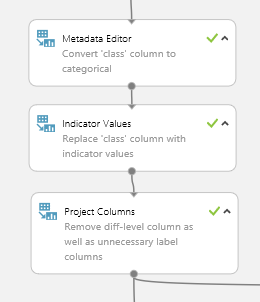 Metadata Editor
Convert 'class' column to
categorical
Indicator Values
Replace 'class' column with
indicator values
Project Columns
Remove diff-level column as
well as unnecessary label
columns